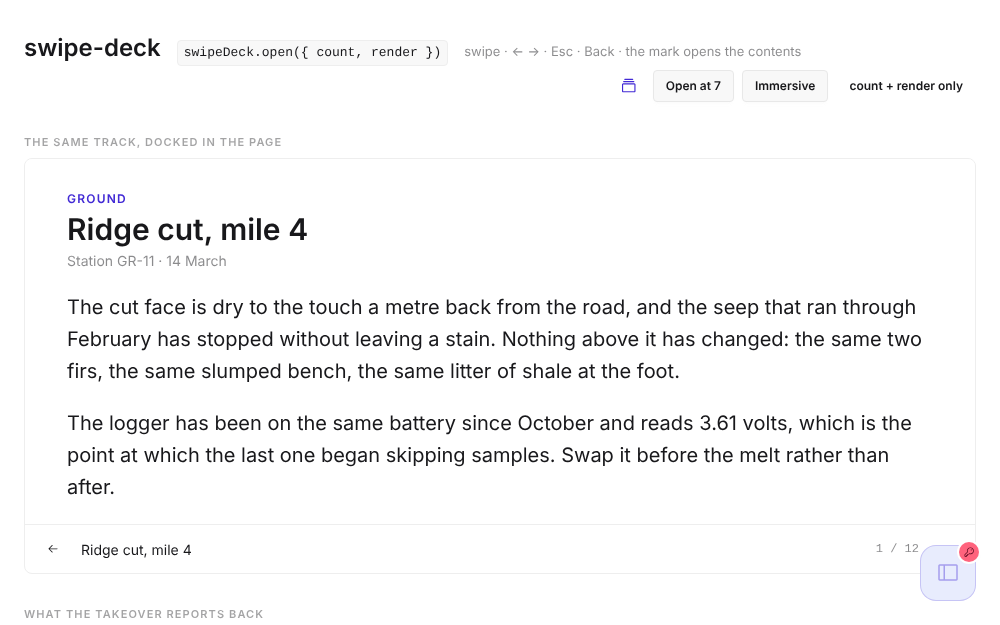 swipe-deck
swipeDeck.open({ count, render })
swipe · ← → · Esc · Back · the mark opens the contents
Open at 7
Immersive
count + render only
THE SAME TRACK, DOCKED IN THE PAGE
GROUND
Ridge cut, mile 4
Station GR-11 · 14 March
The cut face is dry to the touch a metre back from the road, and the seep that ran through
February has stopped without leaving a stain. Nothing above it has changed: the same two
firs, the same slumped bench, the same litter of shale at the foot.
The logger has been on the same battery since October and reads 3.61 volts, which is the
point at which the last one began skipping samples. Swap it before the melt rather than
after.
← Ridge cut, mile 4
1 / 12
WHAT THE TAKEOVER REPORTS BACK